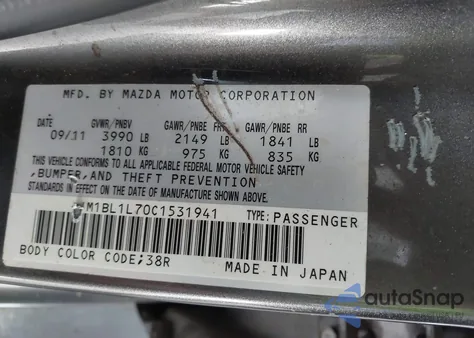 MFD. BY MAZDA MOTOR CORPORATION
DATE GVWR/PNBV GAWR/PNBE FRT GAWR/PNBE RR
09/11 3990 LB 2149 LB 1841 LB
1810 KG 975 KG 835 KG
THIS VEHICLE CONFORMS TO ALL APPLICABLE FEDERAL MOTOR VEHICLE SAFETY
,BUMPER, AND THEFT PREVENTION
STANDARDS IN EFFECT ON THE DATE OF MANUFACTURE SHOWN ABOVE.
M1BL1L70C1531941 TYPE: PASSENGER
BODY COLOR CODE;38R MADE IN JAPAN
autoSnap